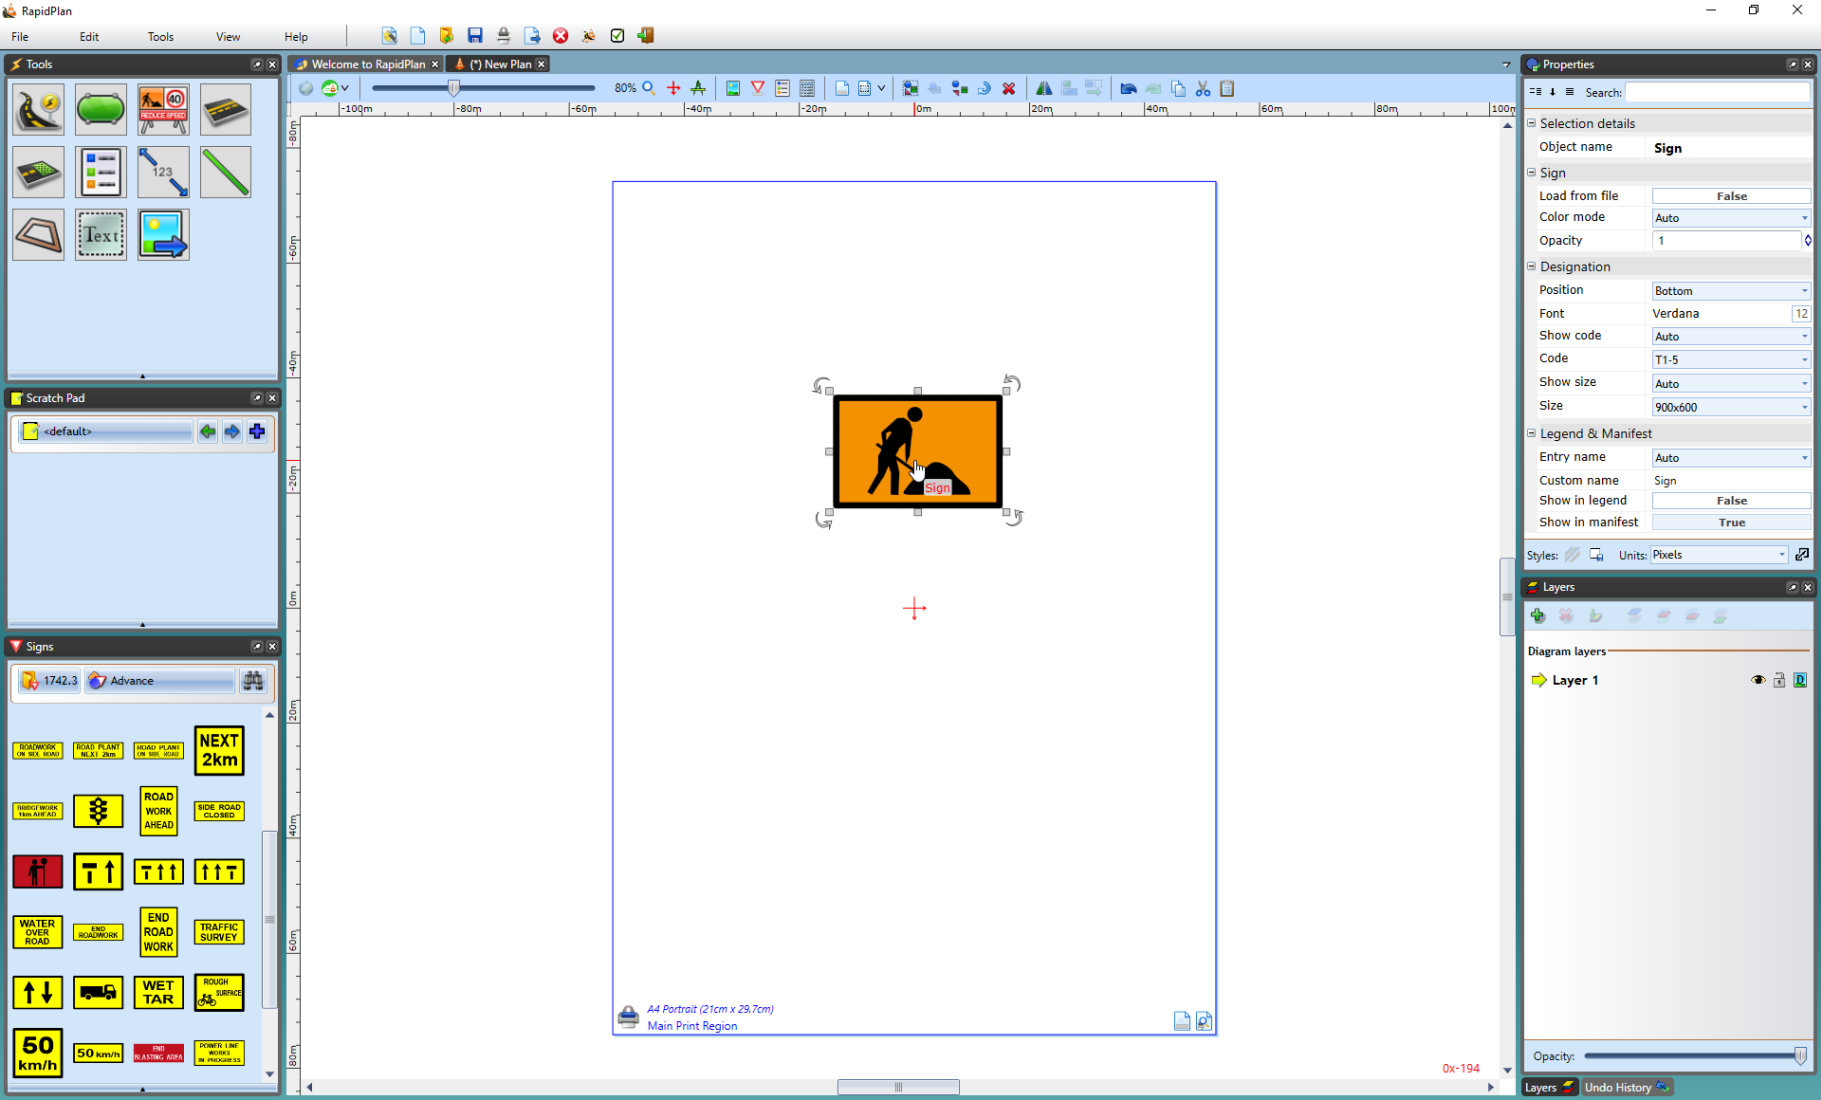 RapidPlan
File Edit Tools View Help
Tools
40
REDUCE SPEED
123
Text
Scratch Pad
<default>
Signs
1742.3 Advance
ROADWORK
ON SIDE ROAD
ROAD PLANT
NEXT 2km
ROAD PLANT
ON SIDE ROAD
NEXT
2km
BRIDGEWORK
1km AHEAD
ROAD
WORK
AHEAD
SIDE ROAD
CLOSED
WATER
OVER
ROAD
END
ROADWORK
END
ROAD
WORK
TRAFFIC
SURVEY
WET
TAR
ROUGH
SURFACE
50
km/h
50 km/h
END
BLASTING AREA
POWER LINE
WORKS
IN PROGRESS
Welcome to RapidPlan
(*) New Plan
80%
-100m -80m -60m -40m -20m 0m 20m 40m 60m 80m 100m
-80m
-60m
-40m
-20m
0m
20m
40m
60m
80m
Sign
A4 Portrait (21cm x 29.7cm)
Main Print Region
0x-194
Properties
Search:
Selection details
Object name Sign
Sign
Load from file False
Color mode Auto
Opacity 1
Designation
Position Bottom
Font Verdana 12
Show code Auto
Code T1-5
Show size Auto
Size 900x600
Legend & Manifest
Entry name Auto
Custom name Sign
Show in legend False
Show in manifest True
Styles: Units: Pixels
Layers
Diagram layers
Layer 1
D
Opacity:
Layers Undo History